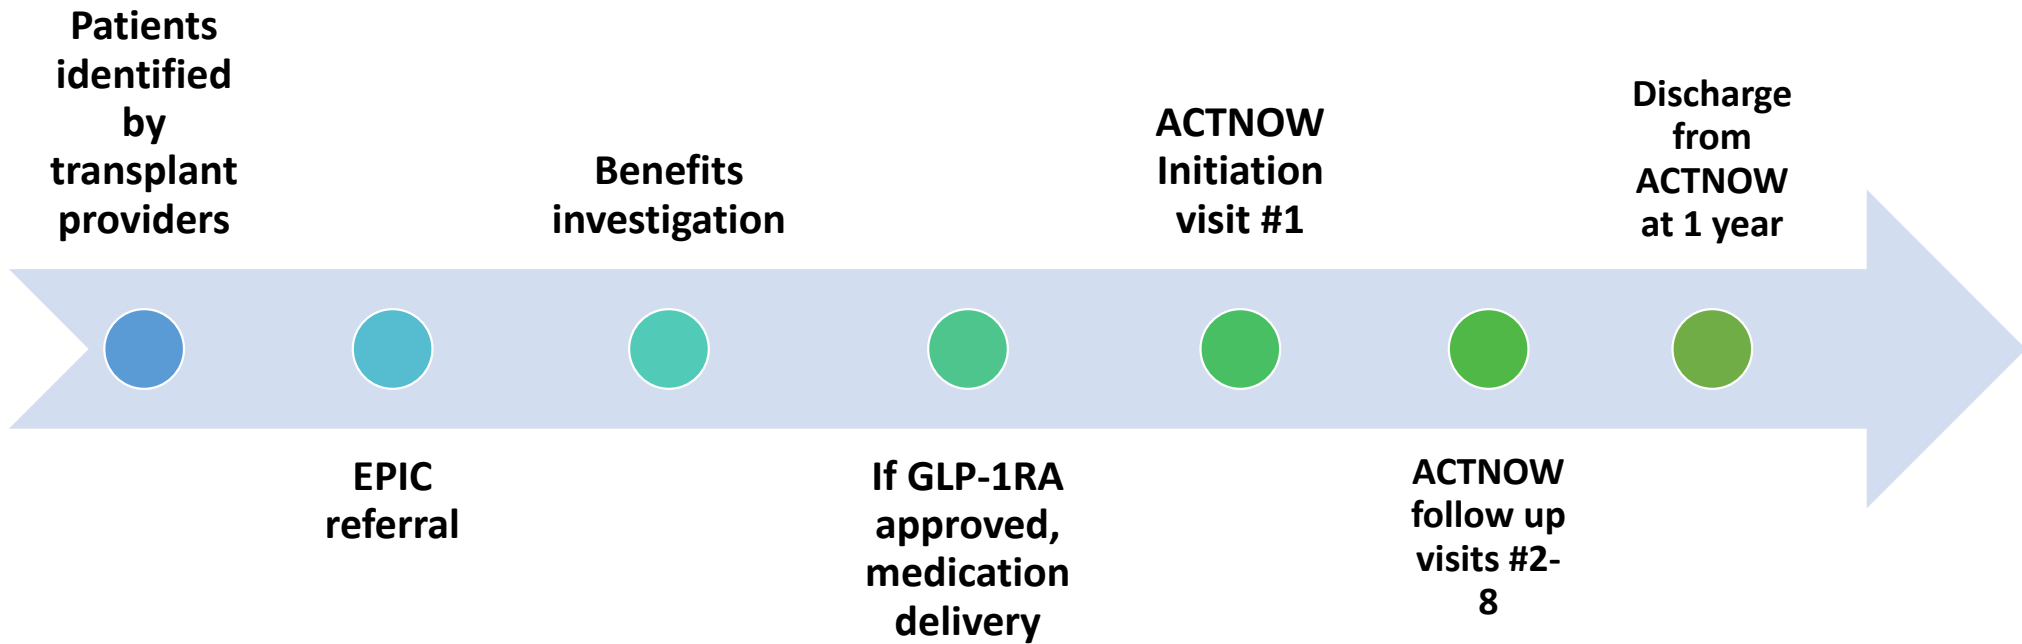 Patients
identified
by
transplant
providers
EPIC
referral
Benefits
investigation
If GLP-1RA
approved,
medication
delivery
ACTNOW
Initiation
visit #1
ACTNOW
follow up
visits #2-
8
Discharge
from
ACTNOW
at 1 year